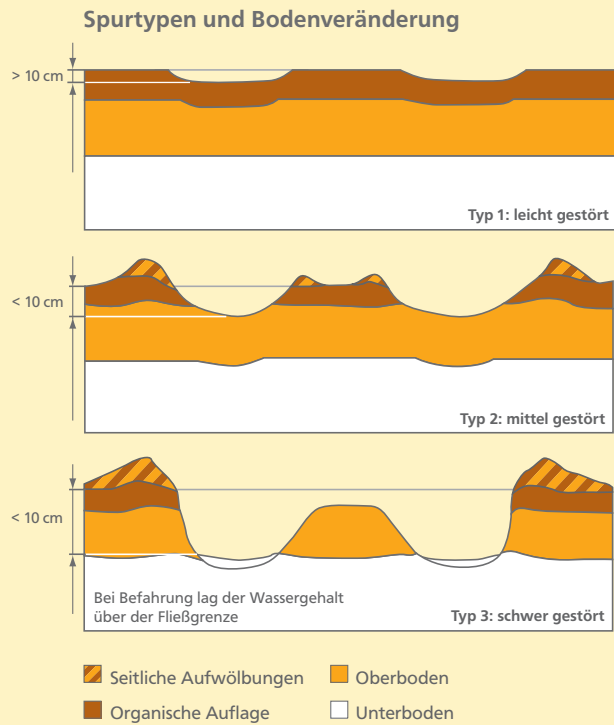 Spurtypen und Bodenveränderung
> 10 cm
Typ 1: leicht gestört
< 10 cm
Typ 2: mittel gestört
< 10 cm
Bei Befahrung lag der Wassergehalt
über der Fließgrenze
Typ 3: schwer gestört
Seitliche Aufwölbungen
Oberboden
Organische Auflage
Unterboden